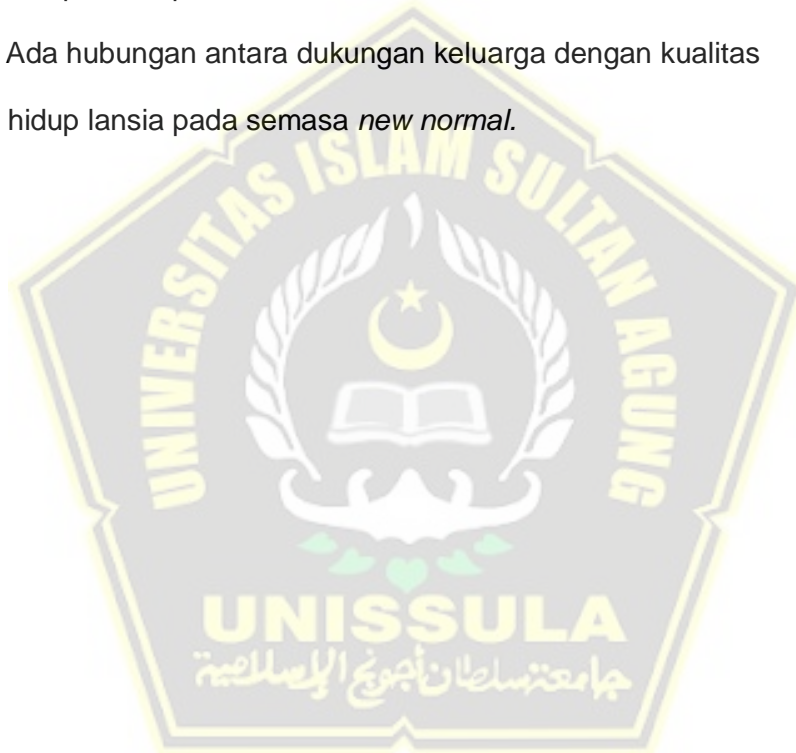 Ada hubungan antara dukungan keluarga dengan kualitas
hidup lansia pada semasa new normal.
UNIVERSITAS ISLAM SULTAN AGUNG
UNISSULA
جامعة سلطان أجونج الإسلامية